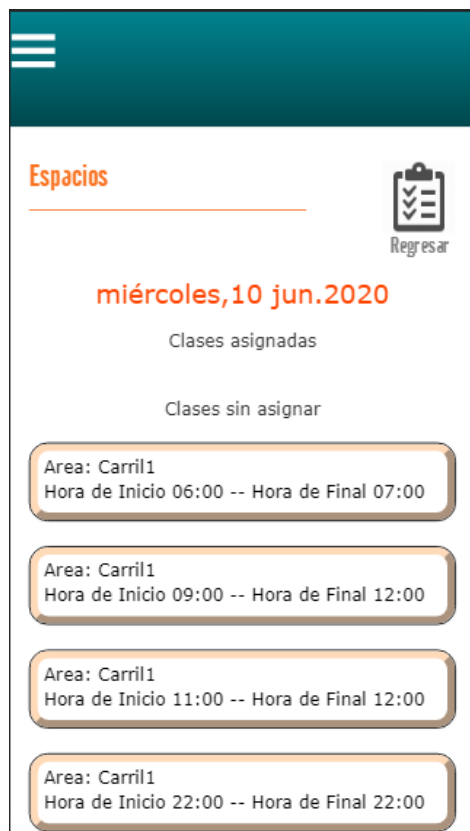 Espacios
Regresar
miércoles,10 jun.2020
Clases asignadas
Clases sin asignar
Area: Carril1
Hora de Inicio 06:00 -- Hora de Final 07:00
Area: Carril1
Hora de Inicio 09:00 -- Hora de Final 12:00
Area: Carril1
Hora de Inicio 11:00 -- Hora de Final 12:00
Area: Carril1
Hora de Inicio 22:00 -- Hora de Final 22:00